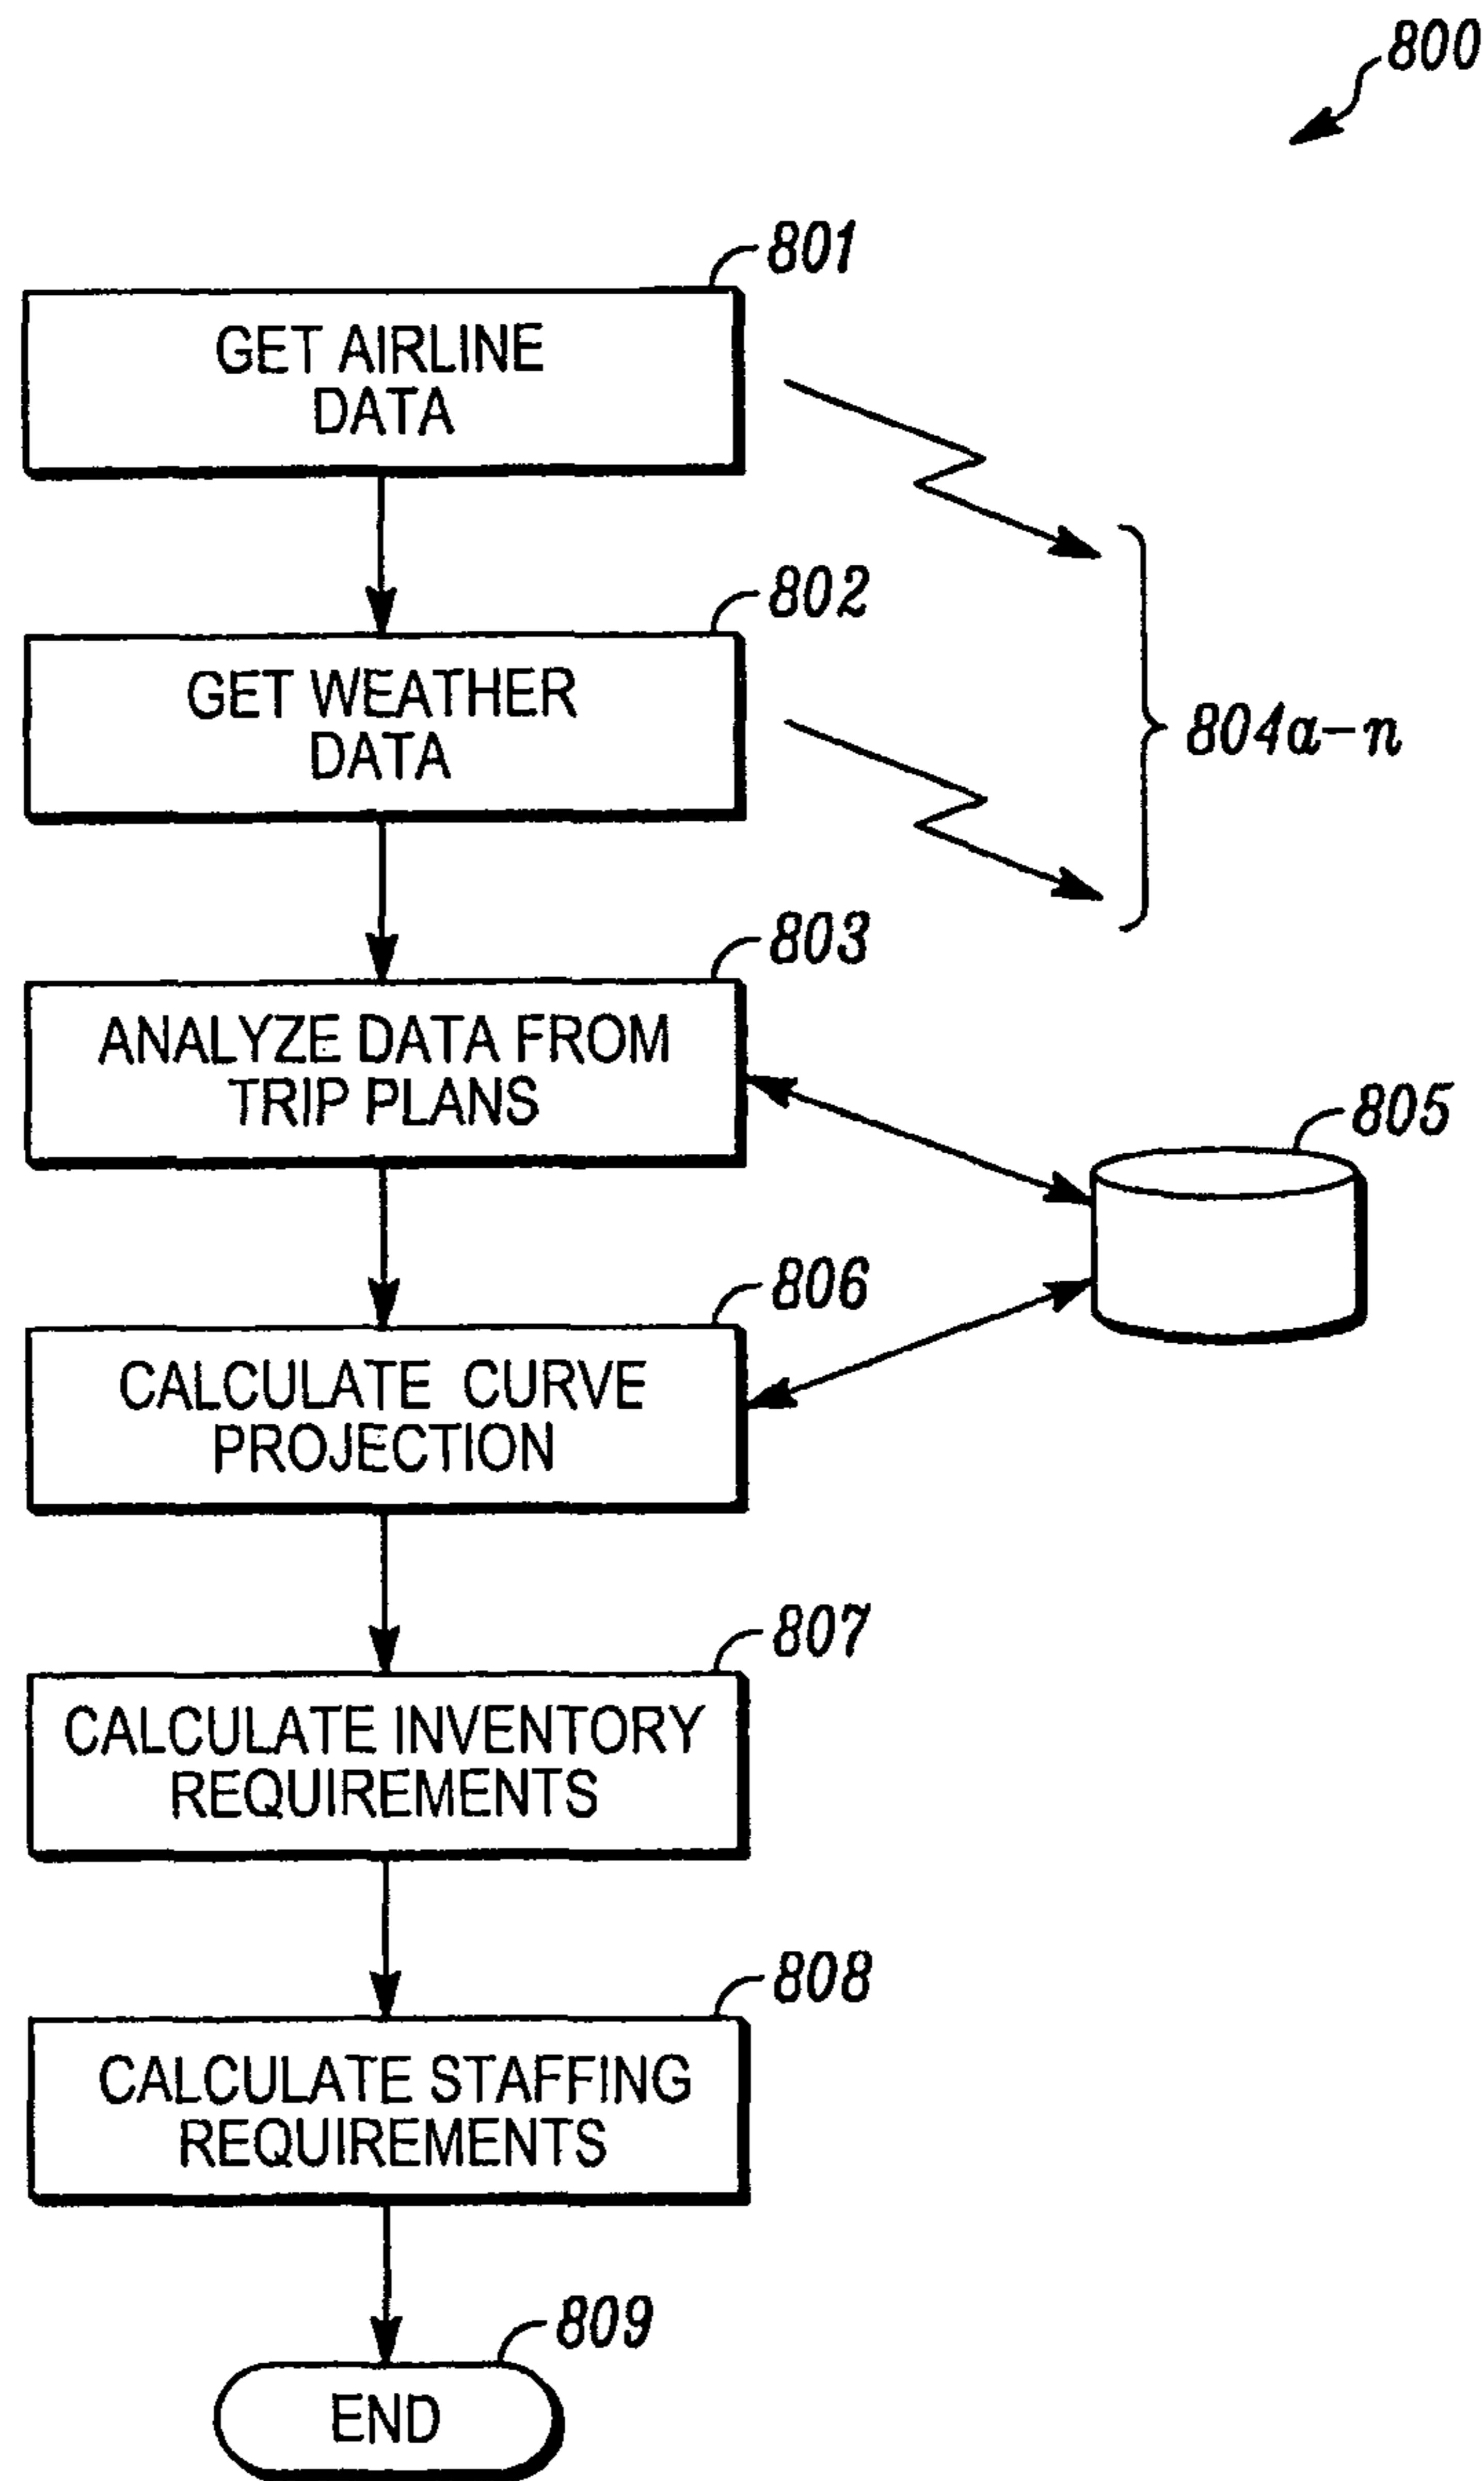 800
801
GET AIRLINE
DATA
802
GET WEATHER
DATA
804a-n
803
ANALYZE DATA FROM
TRIP PLANS
805
806
CALCULATE CURVE
PROJECTION
807
CALCULATE INVENTORY
REQUIREMENTS
808
CALCULATE STAFFING
REQUIREMENTS
809
END